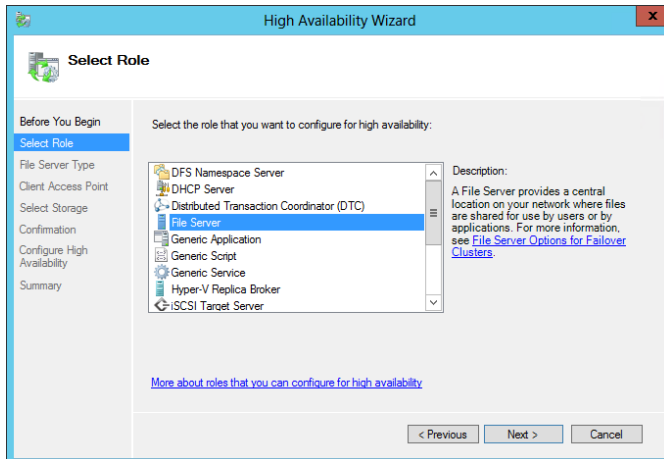 High Availability Wizard
x
Select Role
Before You Begin
Select Role
File Server Type
Client Access Point
Select Storage
Confirmation
Configure High
Availability
Summary
Select the role that you want to configure for high availability:
DFS Namespace Server
DHCP Server
Distributed Transaction Coordinator (DTC)
File Server
Generic Application
Generic Script
Generic Service
Hyper-V Replica Broker
iSCSI Target Server
Description:
A File Server provides a central
location on your network where files
are shared for use by users or by
applications. For more information,
see File Server Options for Failover
Clusters.
More about roles that you can configure for high availability
< Previous
Next >
Cancel